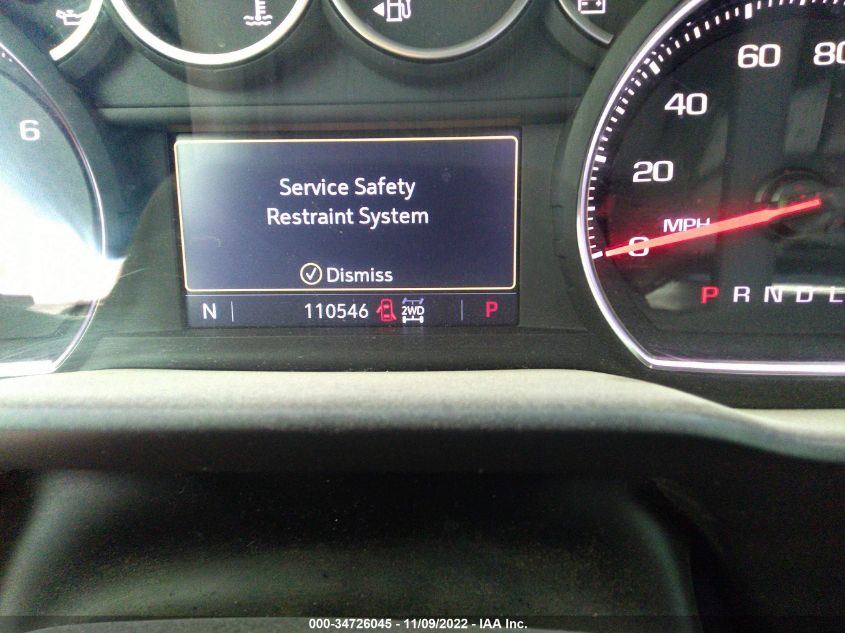 6
60
80
40
20
MPH
0
Service Safety
Restraint System
Dismiss
N
110546
2WD
P
P R N D L
000-34726045 - 11/09/2022 - IAA Inc.